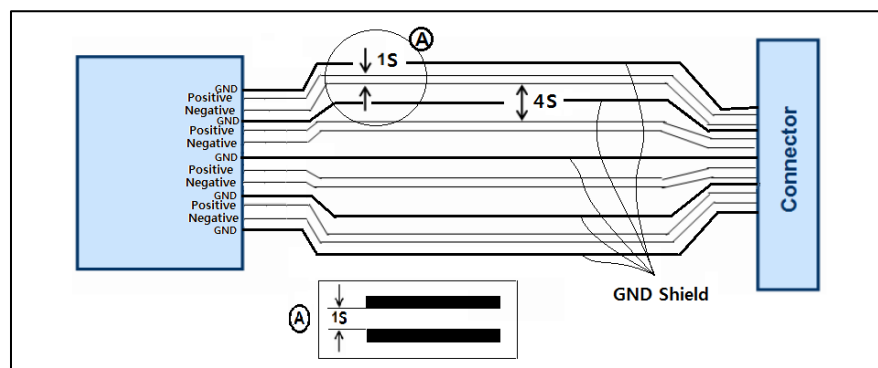 A
1S
GND
Positive
4S
Negative
GND
Positive
Negative
GND
Positive
Negative
GND
Positive
Negative
GND
Connector
GND Shield
A
1S